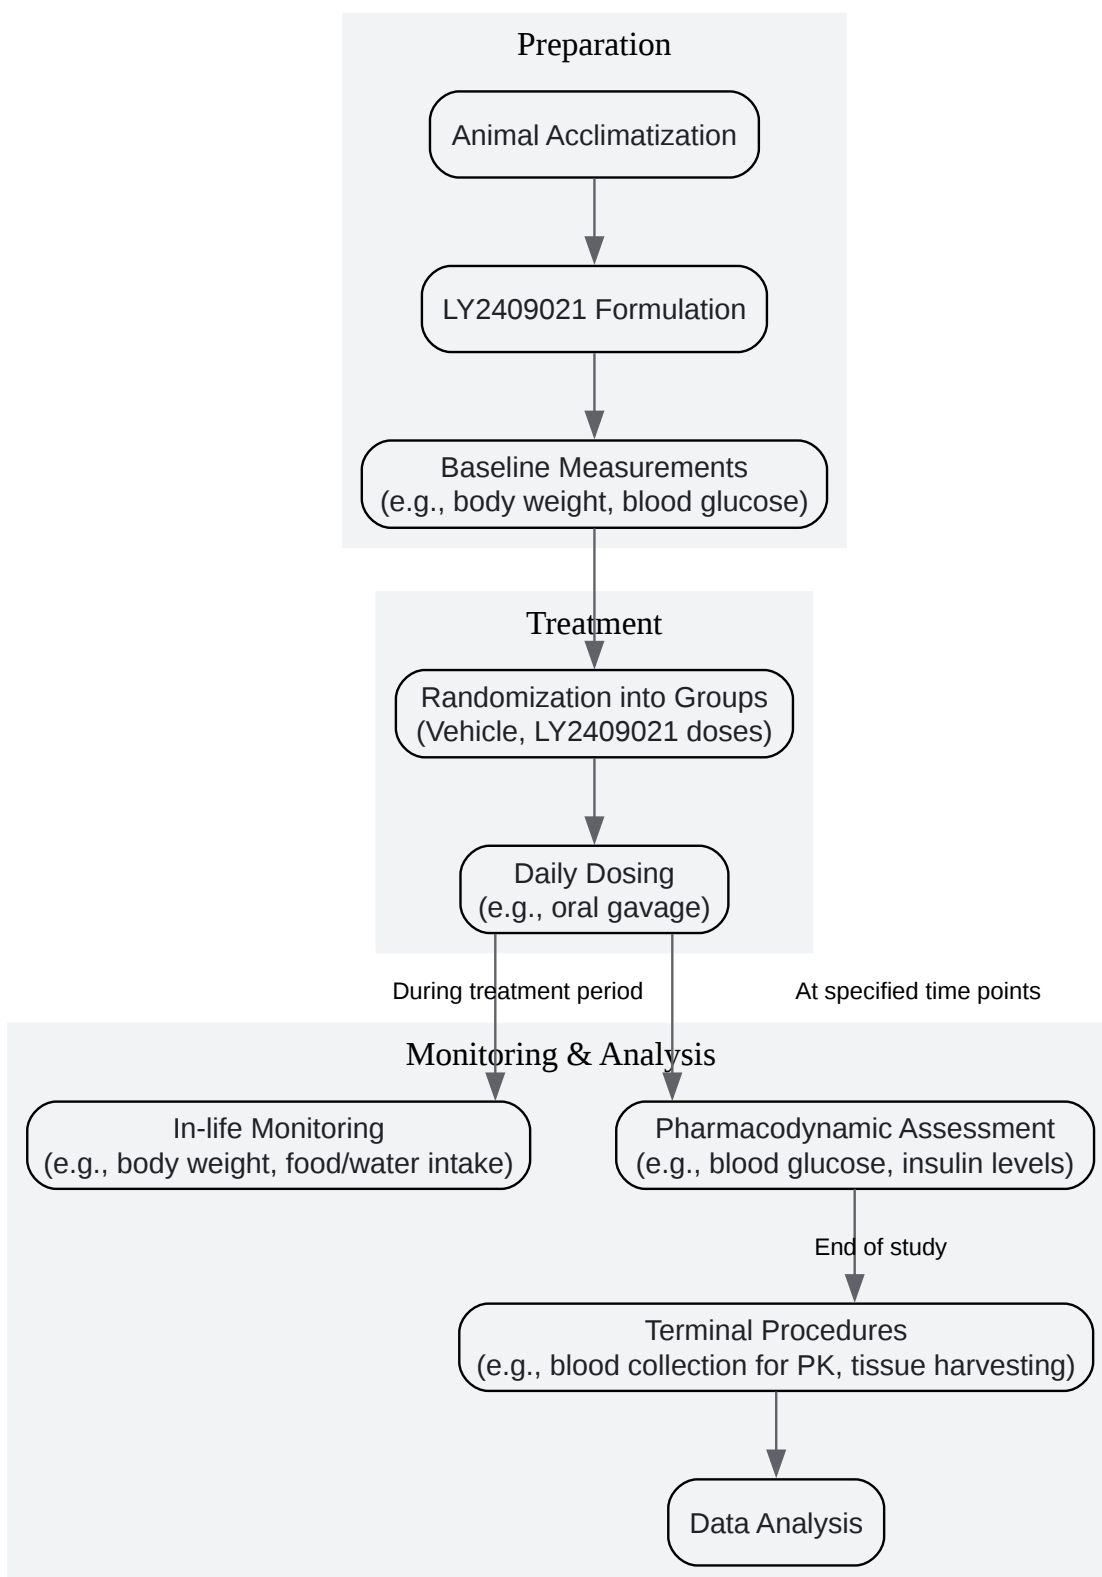 Preparation
Animal Acclimatization
LY2409021 Formulation
Baseline Measurements
(e.g., body weight, blood glucose)
Treatment
Randomization into Groups
(Vehicle, LY2409021 doses)
Daily Dosing
(e.g., oral gavage)
During treatment period
At specified time points
Monitoring & Analysis
In-life Monitoring
(e.g., body weight, food/water intake)
Pharmacodynamic Assessment
(e.g., blood glucose, insulin levels)
End of study
Terminal Procedures
(e.g., blood collection for PK, tissue harvesting)
Data Analysis